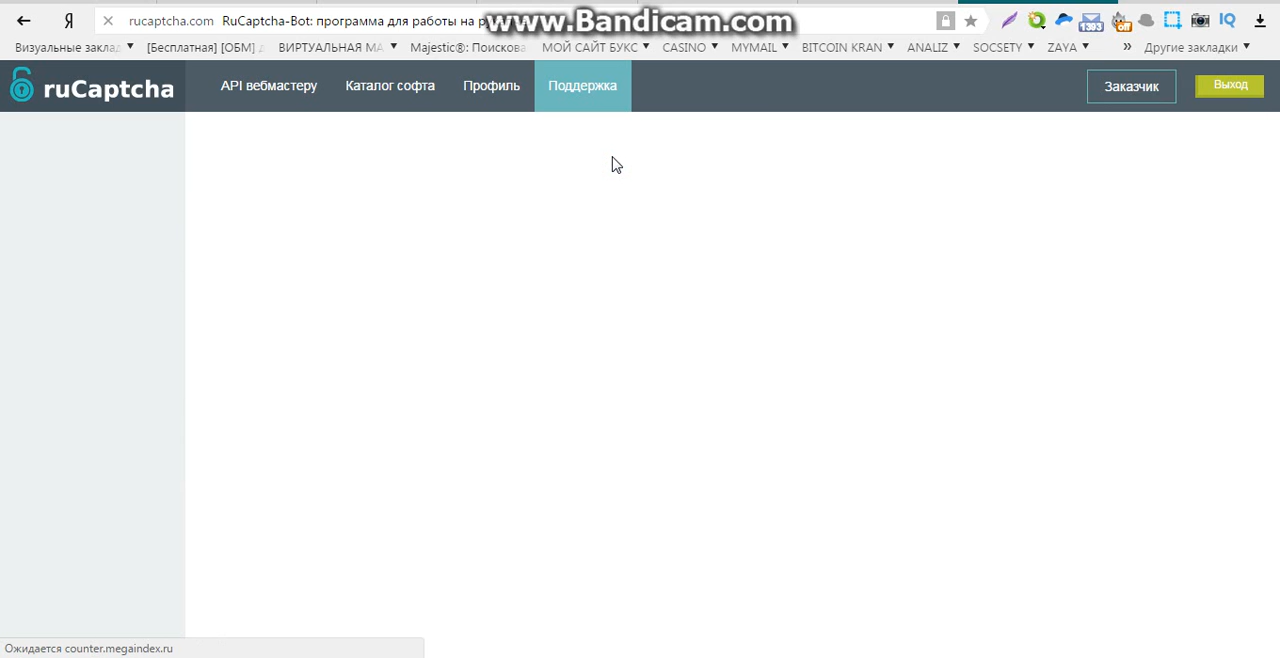 www.Bandicam.com
Я rucaptcha.com RuCaptcha-Bot: программа для работы на
Визуальные заклад [Бесплатная] [ОБМ] ВИРТУАЛЬНАЯ МА Majestic®: Поискова МОЙ САЙТ БУКС CASINO MYMAIL BITCOIN KRAN ANALIZ SOCSETY ZAYA » Другие закладки
ruCaptcha API вебмастеру Каталог софта Профиль Поддержка Заказчик Выход
Ожидается counter.megaindex.ru